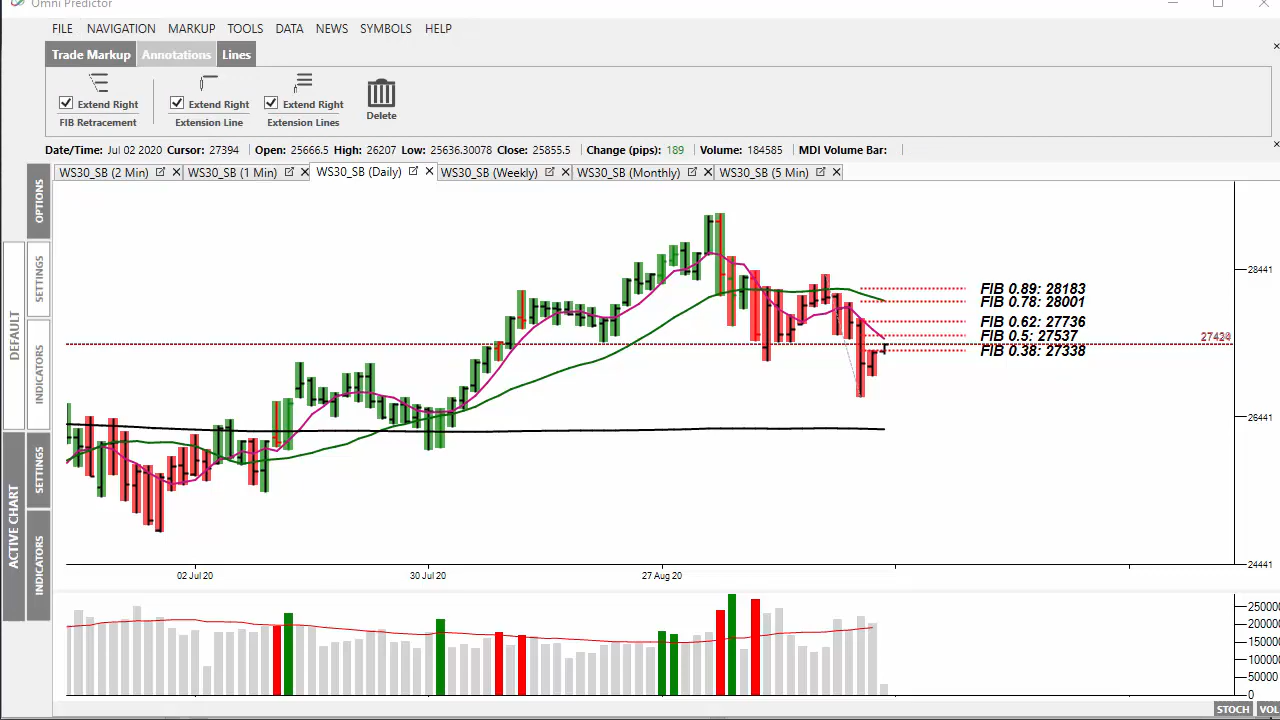 Omni Predictor
FILE NAVIGATION MARKUP TOOLS DATA NEWS SYMBOLS HELP
Trade Markup Annotations Lines
Extend Right Extend Right Extend Right
FIB Retracement Extension Line Extension Lines Delete
Date/Time: Jul 02 2020 Cursor: 27394 Open: 25666.5 High: 26207 Low: 25636.30078 Close: 25855.5 Change (pips): 189 Volume: 184585 MDI Volume Bar:
WS30_SB (2 Min) WS30_SB (1 Min) WS30_SB (Daily) WS30_SB (Weekly) WS30_SB (Monthly) WS30_SB (5 Min)
OPTIONS
SETTINGS
INDICATORS
DEFAULT
SETTINGS
INDICATORS
ACTIVE CHART
28441
FIB 0.89: 28183
FIB 0.78: 28001
FIB 0.62: 27736
FIB 0.5: 27537
27420
FIB 0.38: 27338
26441
24441
02 Jul 20 30 Jul 20 27 Aug 20
250000
200000
150000
100000
50000
0
STOCH VOL